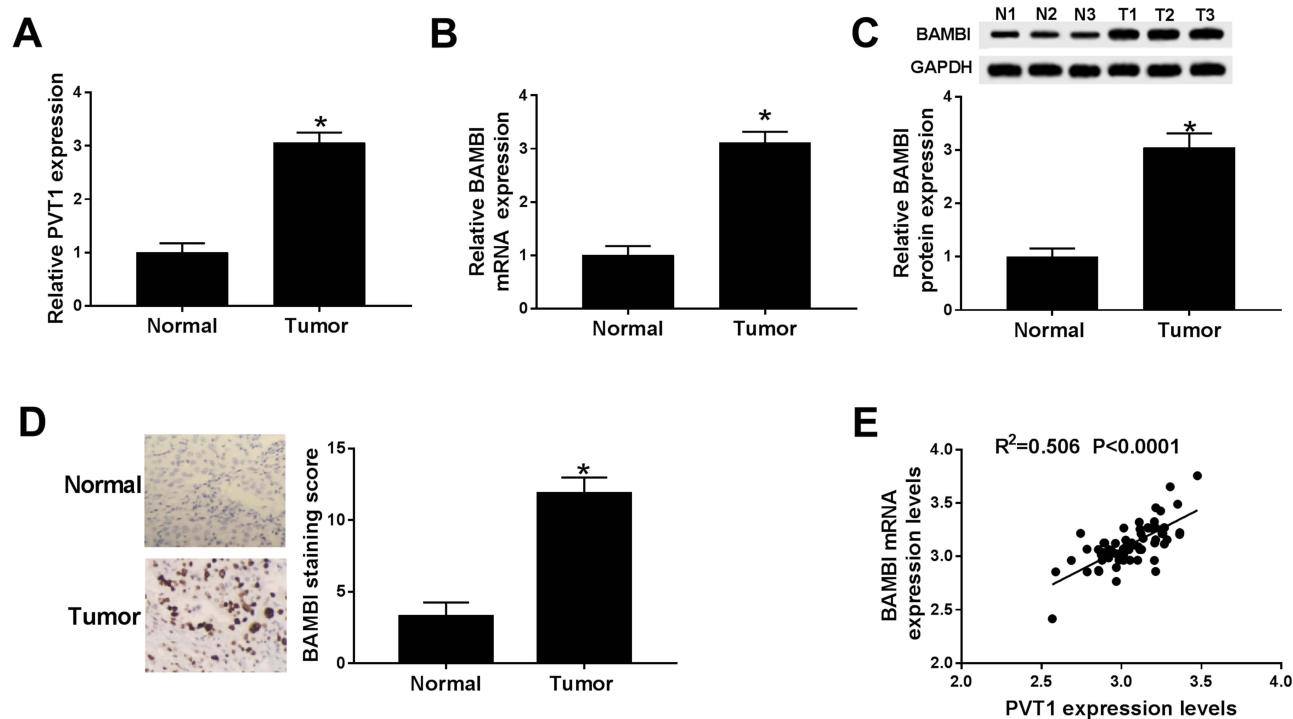 A
Relative PVT1 expression
4
3
2
1
0
*
Normal Tumor
B
Relative BAMBI
mRNA expression
4
3
2
1
0
*
Normal Tumor
C
N1 N2 N3 T1 T2 T3
BAMBI
GAPDH
Relative BAMBI
protein expression
4
3
2
1
0
*
Normal Tumor
D
Normal
Tumor
BAMBI staining score
15
10
5
0
*
Normal Tumor
E
R²=0.506 P<0.0001
BAMBI mRNA
expression levels
4.0
3.5
3.0
2.5
2.0
2.0 2.5 3.0 3.5 4.0
PVT1 expression levels